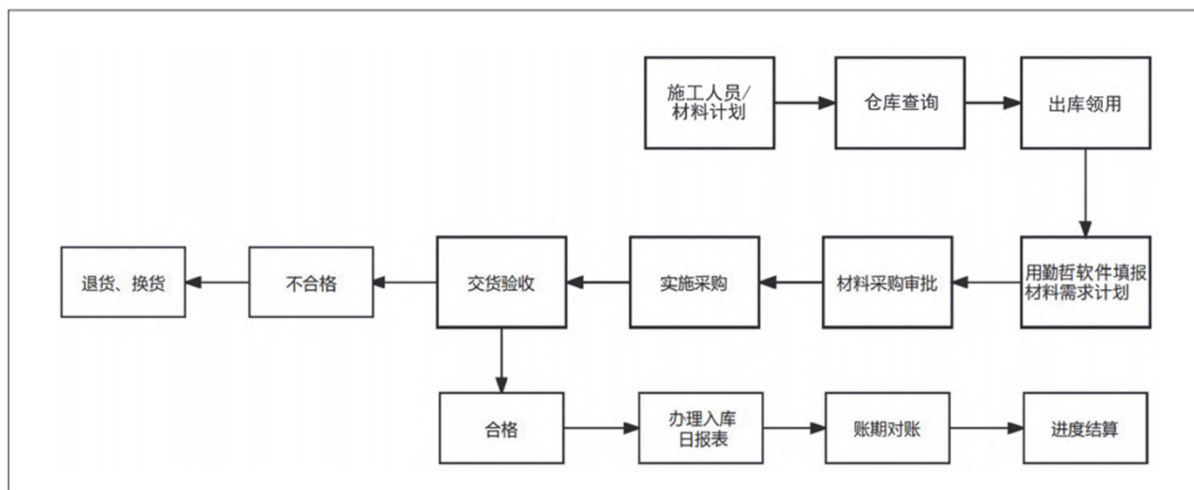 施工人员/
材料计划
仓库查询
出库领用
用勤哲软件填报
材料需求计划
材料采购审批
实施采购
交货验收
不合格
退货、换货
合格
办理入库
日报表
账期对账
进度结算